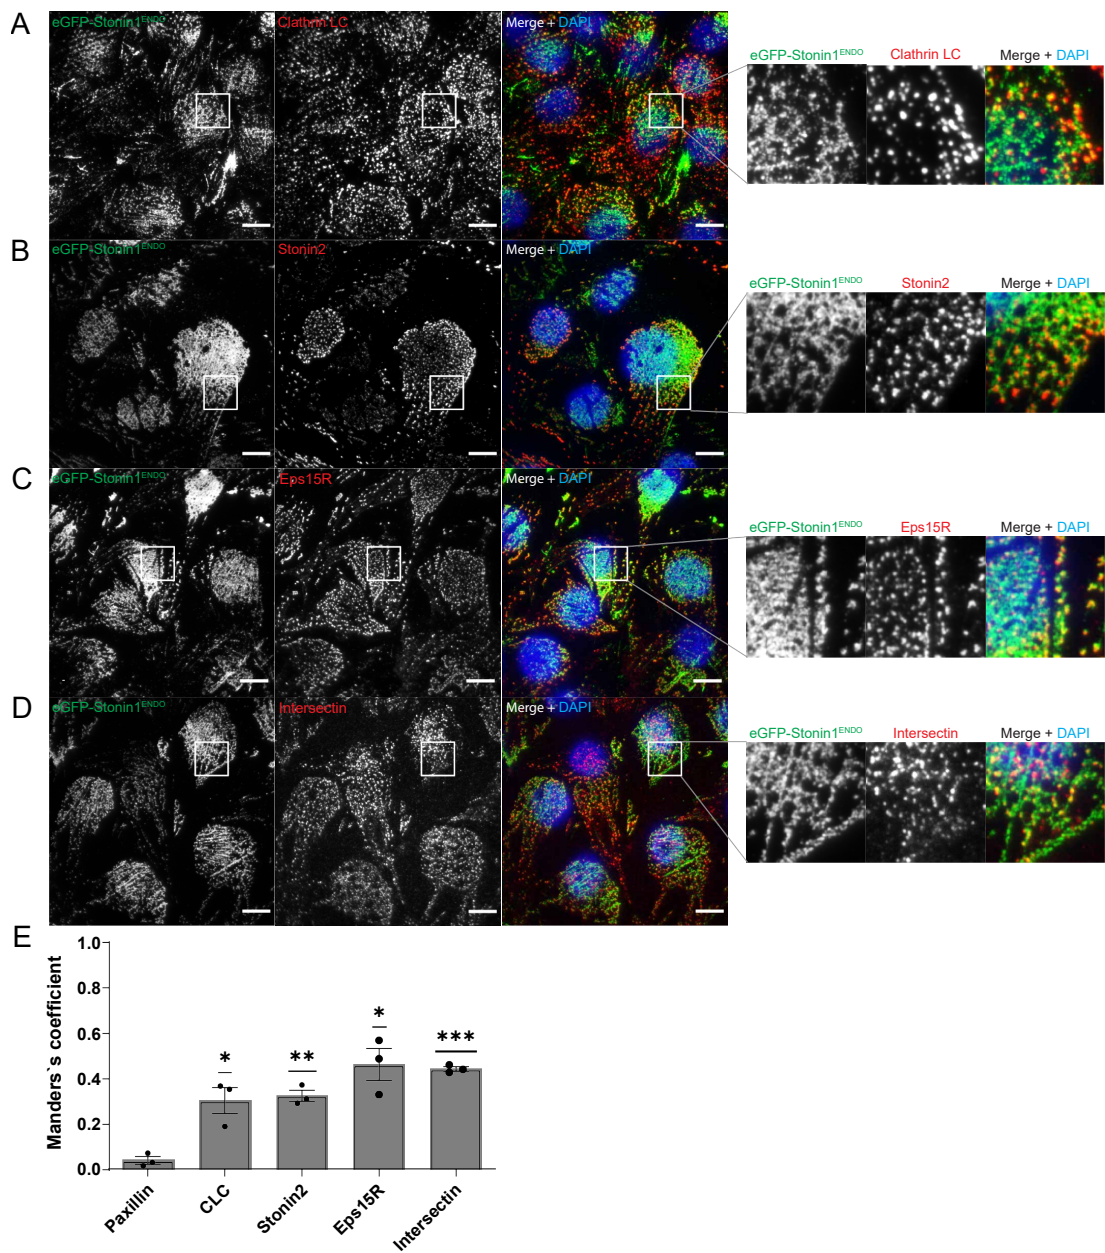 A
eGFP-Stonin1ENDO
Clathrin LC
Merge + DAPI
eGFP-Stonin1ENDO
Clathrin LC
Merge + DAPI
B
eGFP-Stonin1ENDO
Stonin2
Merge + DAPI
eGFP-Stonin1ENDO
Stonin2
Merge + DAPI
C
eGFP-Stonin1ENDO
Eps15R
Merge + DAPI
eGFP-Stonin1ENDO
Eps15R
Merge + DAPI
D
eGFP-Stonin1ENDO
Intersectin
Merge + DAPI
eGFP-Stonin1ENDO
Intersectin
Merge + DAPI
E
Manders`s coefficient
1.0
0.8
0.6
0.4
0.2
0.0
*
**
*
***
Paxillin
CLC
Stonin2
Eps15R
Intersectin